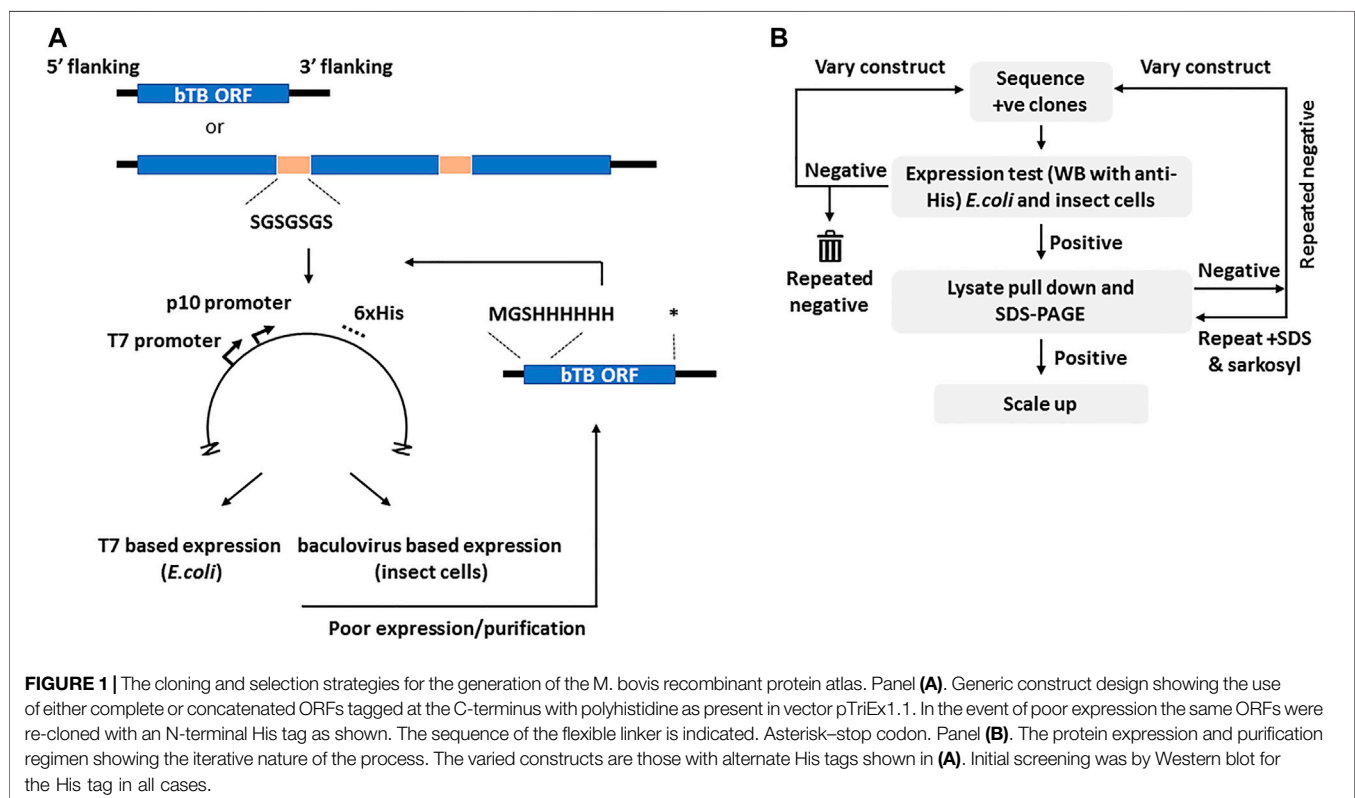 A
5' flanking
3' flanking
bTB ORF
or
SGSGSGS
p10 promoter
T7 promoter
6xHis
MGSHHHHHH
*
bTB ORF
T7 based expression
(E.coli)
baculovirus based expression
(insect cells)
Poor expression/purification
B
Vary construct
Vary construct
Sequence
+ve clones
Negative
Expression test (WB with anti-
His) E.coli and insect cells
Repeated
negative
Positive
Lysate pull down and
SDS-PAGE
Negative
Repeated negative
Repeat +SDS
& sarkosyl
Positive
Scale up
FIGURE 1 | The cloning and selection strategies for the generation of the M. bovis recombinant protein atlas. Panel (A). Generic construct design showing the use
of either complete or concatenated ORFs tagged at the C-terminus with polyhistidine as present in vector pTriEx1.1. In the event of poor expression the same ORFs were
re-cloned with an N-terminal His tag as shown. The sequence of the flexible linker is indicated. Asterisk–stop codon. Panel (B). The protein expression and purification
regimen showing the iterative nature of the process. The varied constructs are those with alternate His tags shown in (A). Initial screening was by Western blot for
the His tag in all cases.